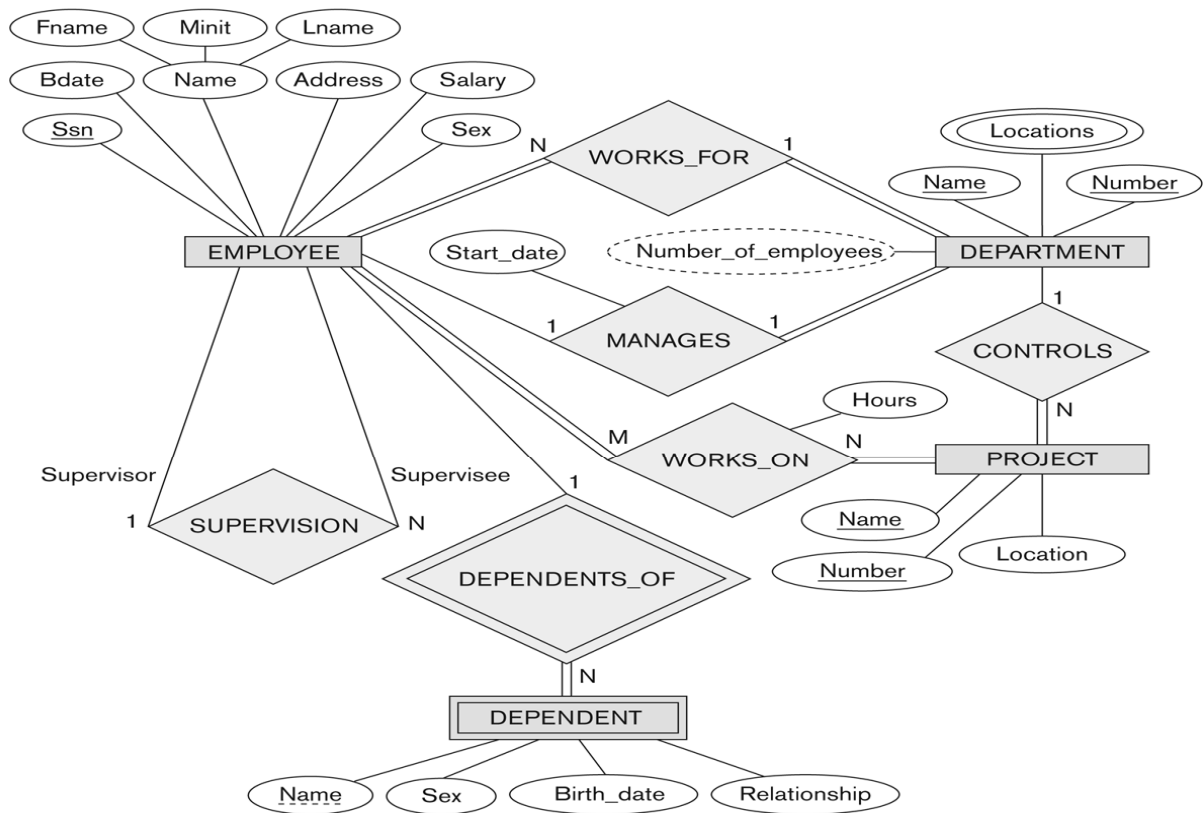 Fname
Minit
Lname
Bdate
Name
Address
Salary
Ssn
Sex
N
WORKS_FOR
1
Locations
Name
Number
EMPLOYEE
Start_date
Number_of_employees
DEPARTMENT
1
MANAGES
1
1
CONTROLS
N
Hours
M
WORKS_ON
N
PROJECT
Supervisor
Supervisee
1
SUPERVISION
N
1
Name
Number
Location
DEPENDENTS_OF
N
DEPENDENT
Name
Sex
Birth_date
Relationship